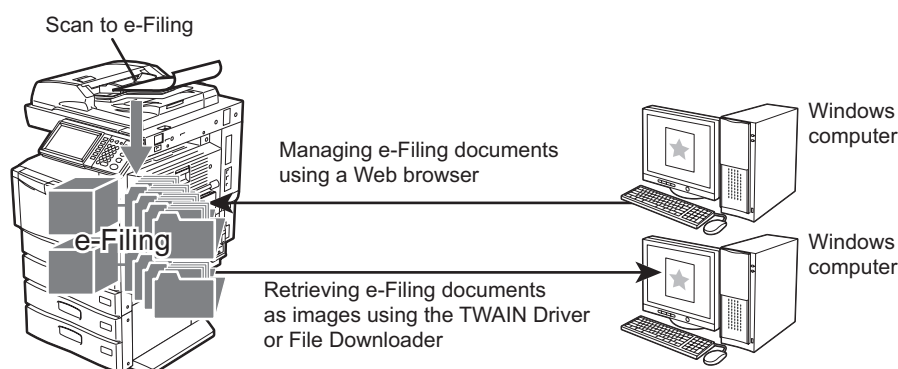 Scan to e-Filing
Windows
computer
Managing e-Filing documents
using a Web browser
e-Filing
Windows
computer
Retrieving e-Filing documents
as images using the TWAIN Driver
or File Downloader